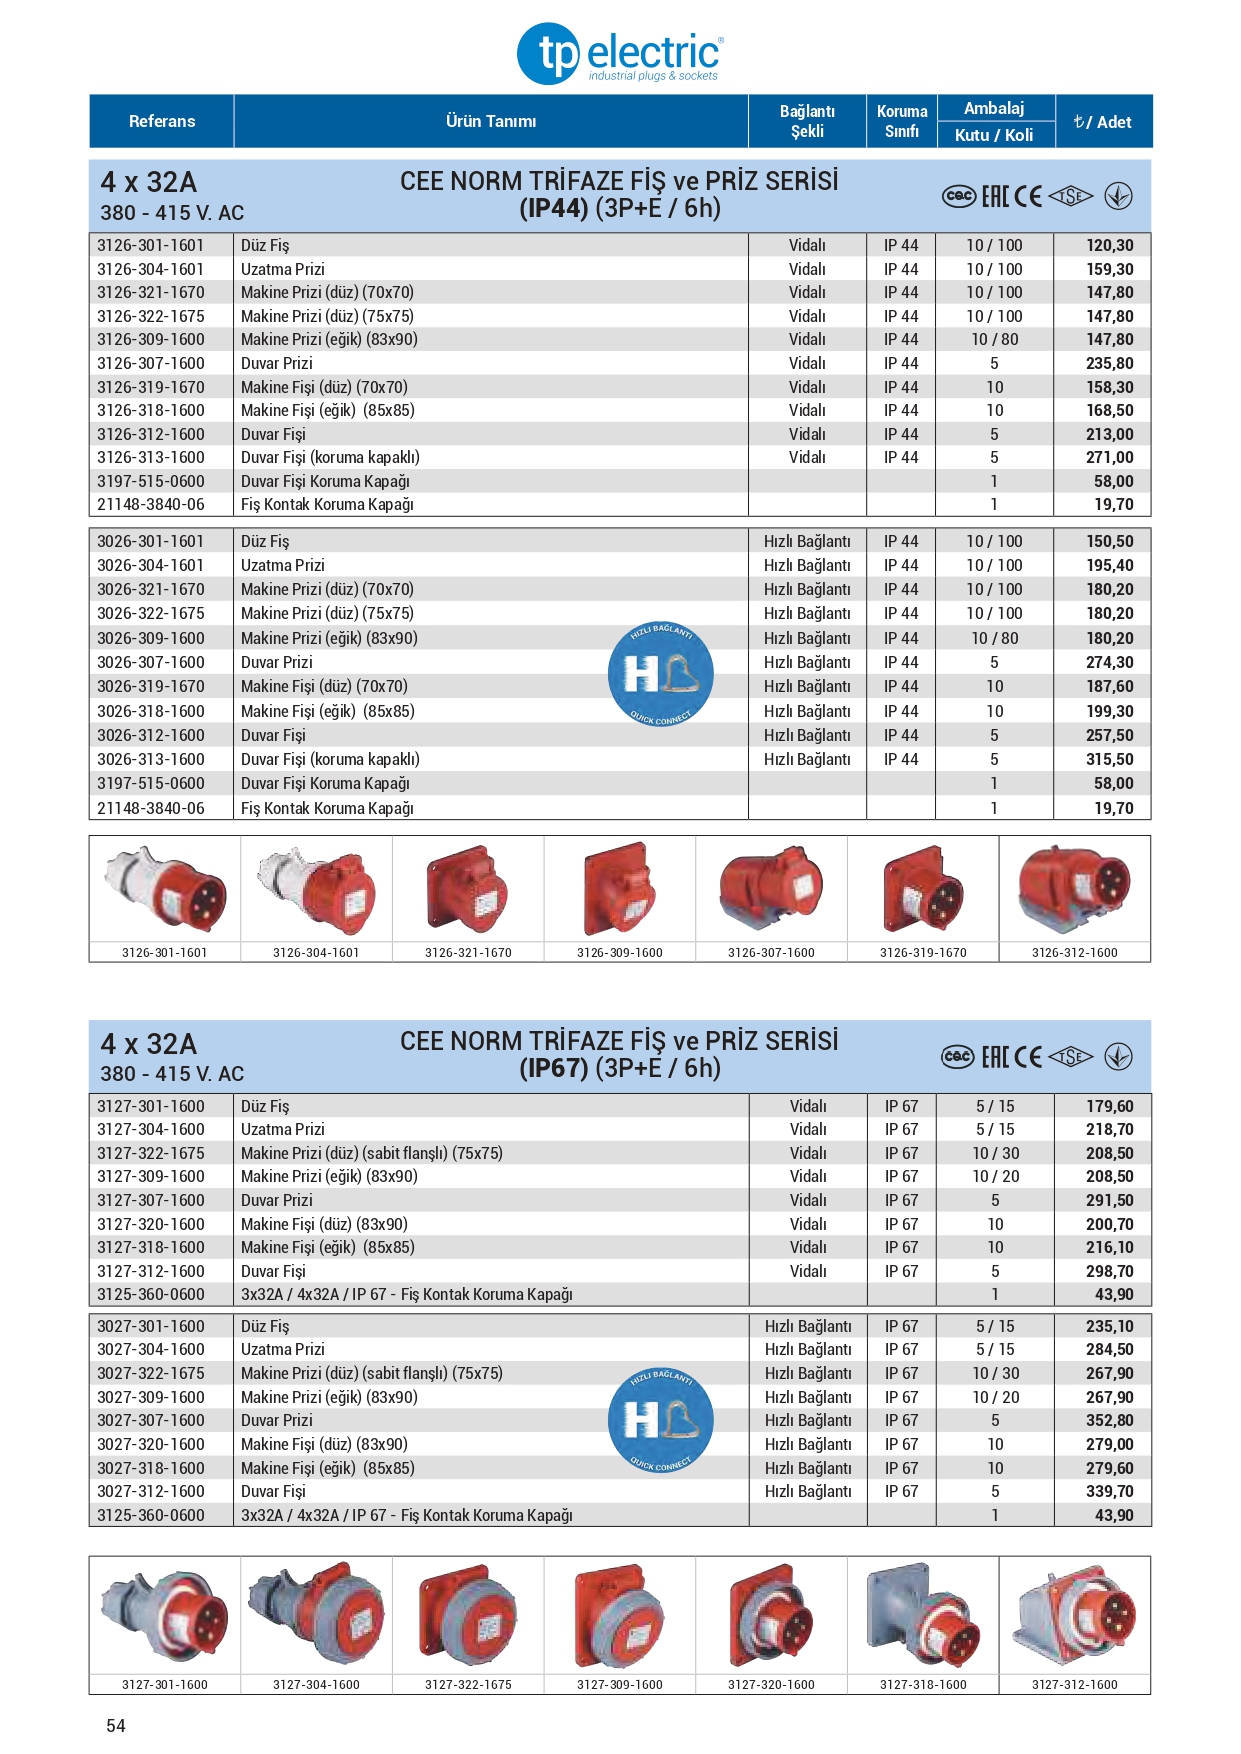 tp electric®
industrial plugs & sockets
Referans Ürün Tanımı Bağlantı Şekli Koruma Sınıfı Ambalaj Kutu / Koli ₺/ Adet
4 x 32A CEE NORM TRİFAZE FİŞ ve PRİZ SERİSİ
380 - 415 V. AC (IP44) (3P+E / 6h)
CQC EAC CE TSE
3126-301-1601 Düz Fiş Vidalı IP 44 10 / 100 120,30
3126-304-1601 Uzatma Prizi Vidalı IP 44 10 / 100 159,30
3126-321-1670 Makine Prizi (düz) (70x70) Vidalı IP 44 10 / 100 147,80
3126-322-1675 Makine Prizi (düz) (75x75) Vidalı IP 44 10 / 100 147,80
3126-309-1600 Makine Prizi (eğik) (83x90) Vidalı IP 44 10 / 80 147,80
3126-307-1600 Duvar Prizi Vidalı IP 44 5 235,80
3126-319-1670 Makine Fişi (düz) (70x70) Vidalı IP 44 10 158,30
3126-318-1600 Makine Fişi (eğik) (85x85) Vidalı IP 44 10 168,50
3126-312-1600 Duvar Fişi Vidalı IP 44 5 213,00
3126-313-1600 Duvar Fişi (koruma kapaklı) Vidalı IP 44 5 271,00
3197-515-0600 Duvar Fişi Koruma Kapağı 1 58,00
21148-3840-06 Fiş Kontak Koruma Kapağı 1 19,70
3026-301-1601 Düz Fiş Hızlı Bağlantı IP 44 10 / 100 150,50
3026-304-1601 Uzatma Prizi Hızlı Bağlantı IP 44 10 / 100 195,40
3026-321-1670 Makine Prizi (düz) (70x70) Hızlı Bağlantı IP 44 10 / 100 180,20
3026-322-1675 Makine Prizi (düz) (75x75) Hızlı Bağlantı IP 44 10 / 100 180,20
3026-309-1600 Makine Prizi (eğik) (83x90) Hızlı Bağlantı IP 44 10 / 80 180,20
3026-307-1600 Duvar Prizi Hızlı Bağlantı IP 44 5 274,30
3026-319-1670 Makine Fişi (düz) (70x70) Hızlı Bağlantı IP 44 10 187,60
3026-318-1600 Makine Fişi (eğik) (85x85) Hızlı Bağlantı IP 44 10 199,30
3026-312-1600 Duvar Fişi Hızlı Bağlantı IP 44 5 257,50
3026-313-1600 Duvar Fişi (koruma kapaklı) Hızlı Bağlantı IP 44 5 315,50
3197-515-0600 Duvar Fişi Koruma Kapağı 1 58,00
21148-3840-06 Fiş Kontak Koruma Kapağı 1 19,70
HIZLI BAĞLANTI
HB
QUICK CONNECT
3126-301-1601 3126-304-1601 3126-321-1670 3126-309-1600 3126-307-1600 3126-319-1670 3126-312-1600
4 x 32A CEE NORM TRİFAZE FİŞ ve PRİZ SERİSİ
380 - 415 V. AC (IP67) (3P+E / 6h)
CQC EAC CE TSE
3127-301-1600 Düz Fiş Vidalı IP 67 5 / 15 179,60
3127-304-1600 Uzatma Prizi Vidalı IP 67 5 / 15 218,70
3127-322-1675 Makine Prizi (düz) (sabit flanşlı) (75x75) Vidalı IP 67 10 / 30 208,50
3127-309-1600 Makine Prizi (eğik) (83x90) Vidalı IP 67 10 / 20 208,50
3127-307-1600 Duvar Prizi Vidalı IP 67 5 291,50
3127-320-1600 Makine Fişi (düz) (83x90) Vidalı IP 67 10 200,70
3127-318-1600 Makine Fişi (eğik) (85x85) Vidalı IP 67 10 216,10
3127-312-1600 Duvar Fişi Vidalı IP 67 5 298,70
3125-360-0600 3x32A / 4x32A / IP 67 - Fiş Kontak Koruma Kapağı 1 43,90
3027-301-1600 Düz Fiş Hızlı Bağlantı IP 67 5 / 15 235,10
3027-304-1600 Uzatma Prizi Hızlı Bağlantı IP 67 5 / 15 284,50
3027-322-1675 Makine Prizi (düz) (sabit flanşlı) (75x75) Hızlı Bağlantı IP 67 10 / 30 267,90
3027-309-1600 Makine Prizi (eğik) (83x90) Hızlı Bağlantı IP 67 10 / 20 267,90
3027-307-1600 Duvar Prizi Hızlı Bağlantı IP 67 5 352,80
3027-320-1600 Makine Fişi (düz) (83x90) Hızlı Bağlantı IP 67 10 279,00
3027-318-1600 Makine Fişi (eğik) (85x85) Hızlı Bağlantı IP 67 10 279,60
3027-312-1600 Duvar Fişi Hızlı Bağlantı IP 67 5 339,70
3125-360-0600 3x32A / 4x32A / IP 67 - Fiş Kontak Koruma Kapağı 1 43,90
HIZLI BAĞLANTI
HB
QUICK CONNECT
3127-301-1600 3127-304-1600 3127-322-1675 3127-309-1600 3127-320-1600 3127-318-1600 3127-312-1600
54